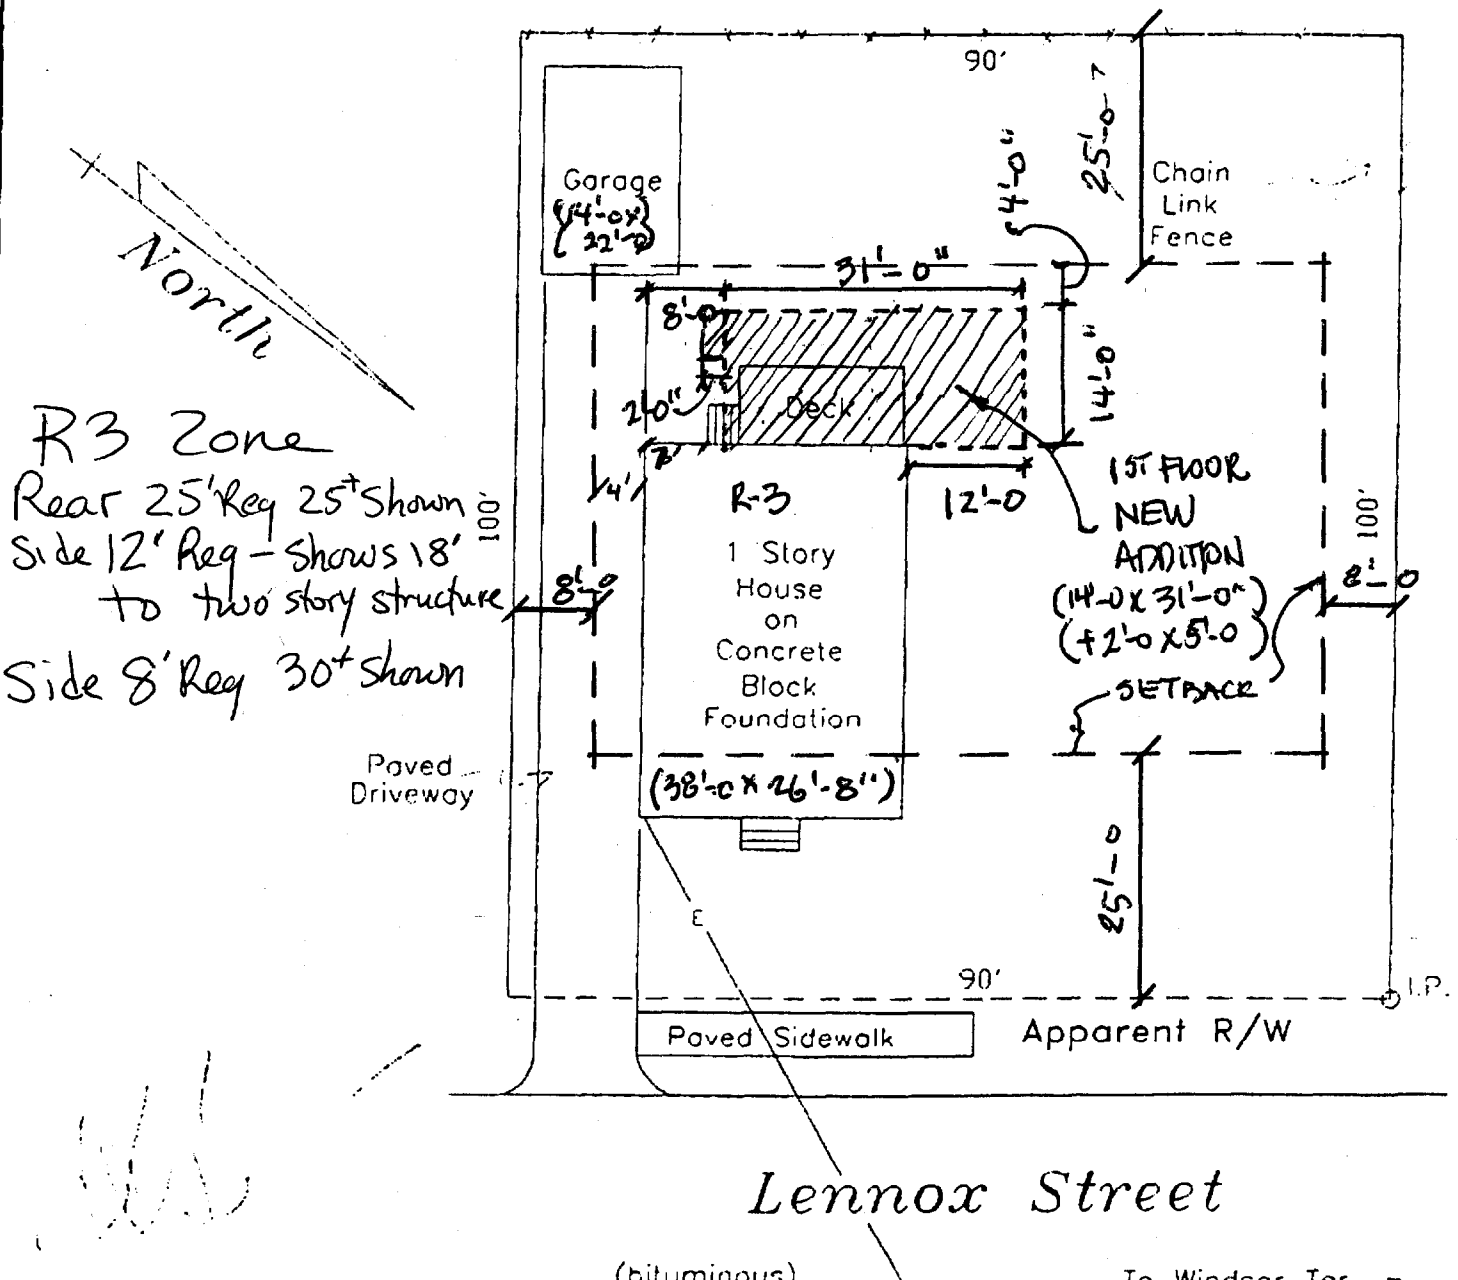 90'
25'-0
4'-0"
Chain
Link
Fence
Garage
(14'-0x)
(22'-0)
North
31'-0"
8'-0
14'-0"
2'-0"
Deck
R3 Zone
Rear 25' Req 25+ Shown
Side 12' Req - Shows 18'
to two story structure
Side 8' Req 30+ Shown
100'
4'
R-3
12'-0
1ST FLOOR
NEW
ADDITION
(14'-0 x 31'-0")
(+2'-0 x 5'-0)
SETBACK
100'
8'-0
8'-0
1 Story
House
on
Concrete
Block
Foundation
(38'-0 x 26'-8")
Paved
Driveway
E
25'-0
90'
I.P.
Paved Sidewalk
Apparent R/W
Lennox Street
(bituminous)
To Windsor Ter.